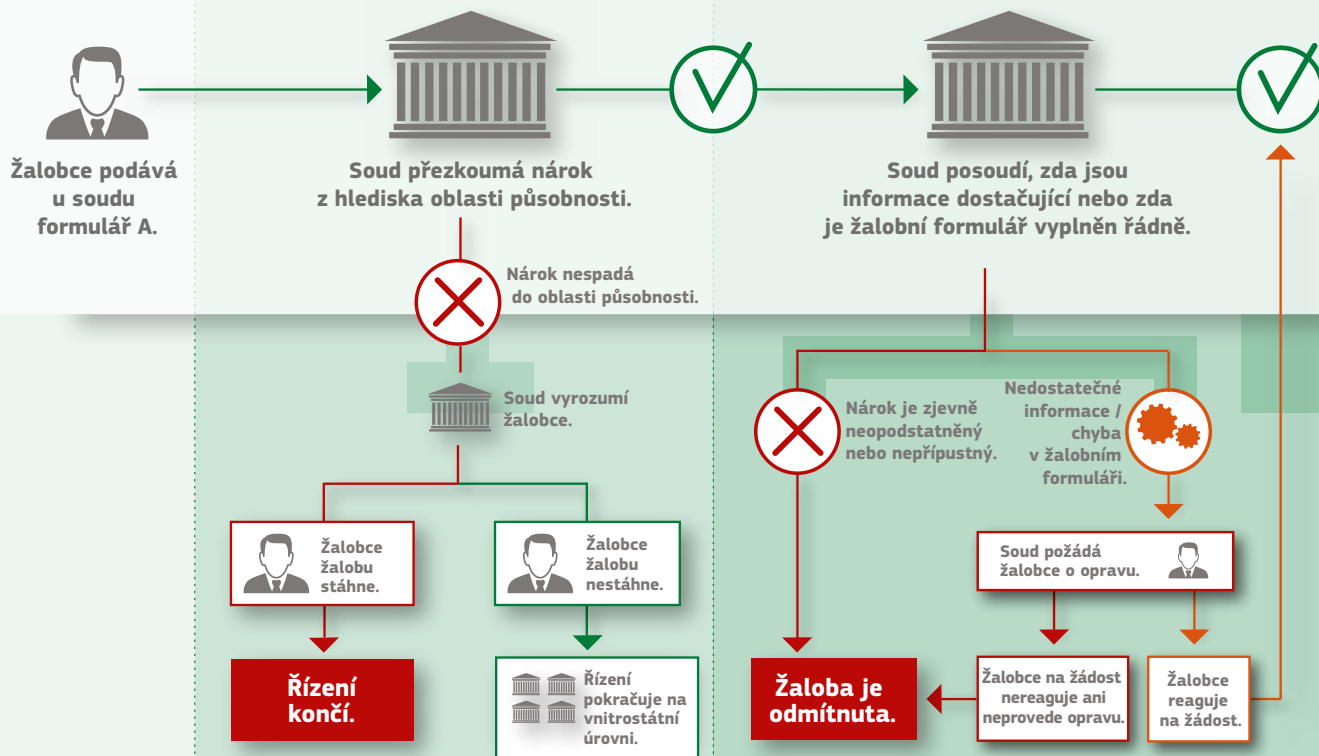 Žalobce podává
u soudu
formulář A.
Soud přezkoumá nárok
z hlediska oblasti působnosti.
Soud posoudí, zda jsou
informace dostačující nebo zda
je žalobní formulář vyplněn řádně.
Nárok nespadá
do oblasti působnosti.
Soud vyrozumí
žalobce.
Žalobce
žalobu
stáhne.
Žalobce
žalobu
nestáhne.
Řízení
končí.
Řízení
pokračuje na
vnitrostátní
úrovni.
Nárok je zjevně
neopodstatněný
nebo nepřípustný.
Nedostatečné
informace /
chyba
v žalobním
formuláři.
Soud požádá
žalobce o opravu.
Žaloba je
odmítnuta.
Žalobce na žádost
nereaguje ani
neprovede opravu.
Žalobce
reaguje
na žádost.